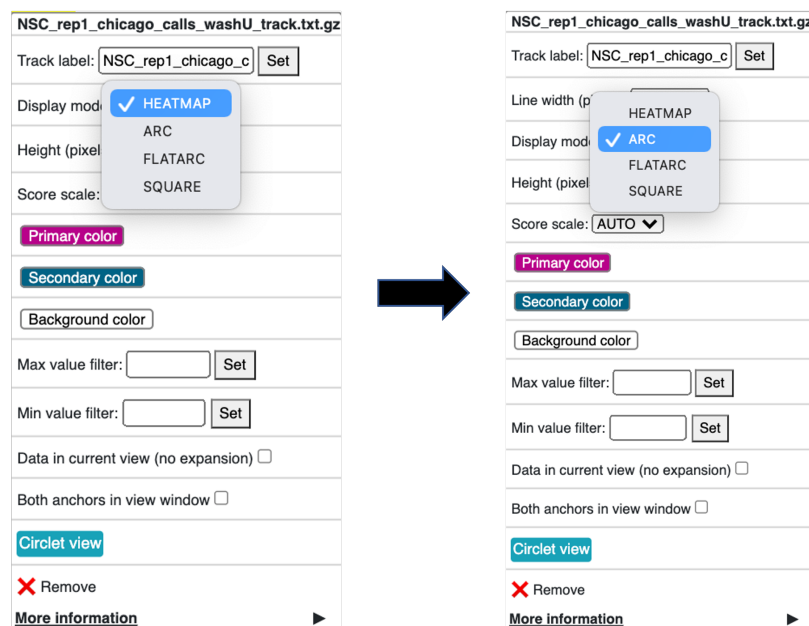 NSC_rep1_chicago_calls_washU_track.txt.gz
Track label: NSC_rep1_chicago_c Set
Display mod
HEATMAP
ARC
FLATARC
SQUARE
Height (pixel
Score scale:
Primary color
Secondary color
Background color
Max value filter: Set
Min value filter: Set
Data in current view (no expansion)
Both anchors in view window
Circlet view
Remove
More information
NSC_rep1_chicago_calls_washU_track.txt.gz
Track label: NSC_rep1_chicago_c Set
Line width (p
HEATMAP
Display mod
ARC
FLATARC
Height (pixel
SQUARE
Score scale: AUTO
Primary color
Secondary color
Background color
Max value filter: Set
Min value filter: Set
Data in current view (no expansion)
Both anchors in view window
Circlet view
Remove
More information